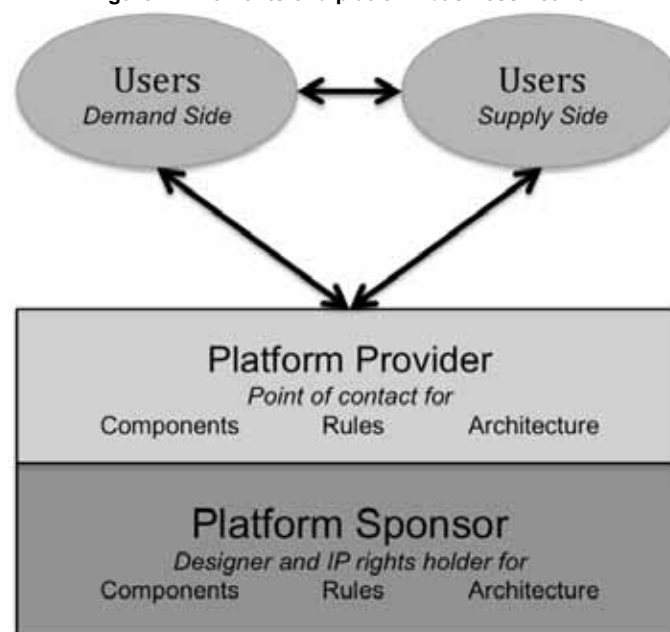 Users
Demand Side
Users
Supply Side
Platform Provider
Point of contact for
Components Rules Architecture
Platform Sponsor
Designer and IP rights holder for
Components Rules Architecture